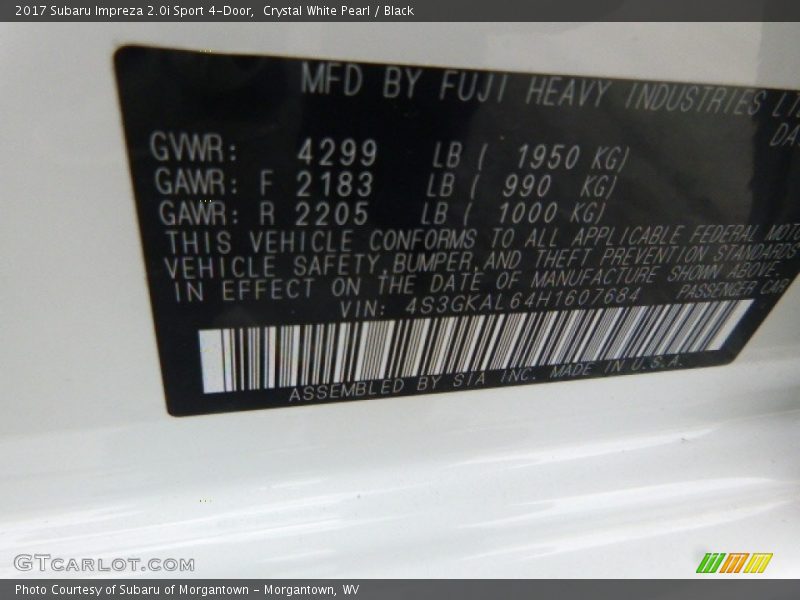 2017 Subaru Impreza 2.0i Sport 4-Door,  Crystal White Pearl / Black
MFD BY FUJI HEAVY INDUSTRIES
GVWR: 4299 LB ( 1950 KG)
GAWR: F 2183 LB ( 990 KG)
GAWR: R 2205 LB ( 1000 KG)
THIS VEHICLE CONFORMS TO ALL APPLICABLE FEDERAL
VEHICLE SAFETY,BUMPER,AND THEFT PREVENTION STANDARDS
IN EFFECT ON THE DATE OF MANUFACTURE SHOWN ABOVE.
VIN: 4S3GKAL64H1607684 PASSENGER CAR
ASSEMBLED BY SIA INC. MADE IN U.S.A.
GTCARLOT.COM
Photo Courtesy of Subaru of Morgantown - Morgantown, WV